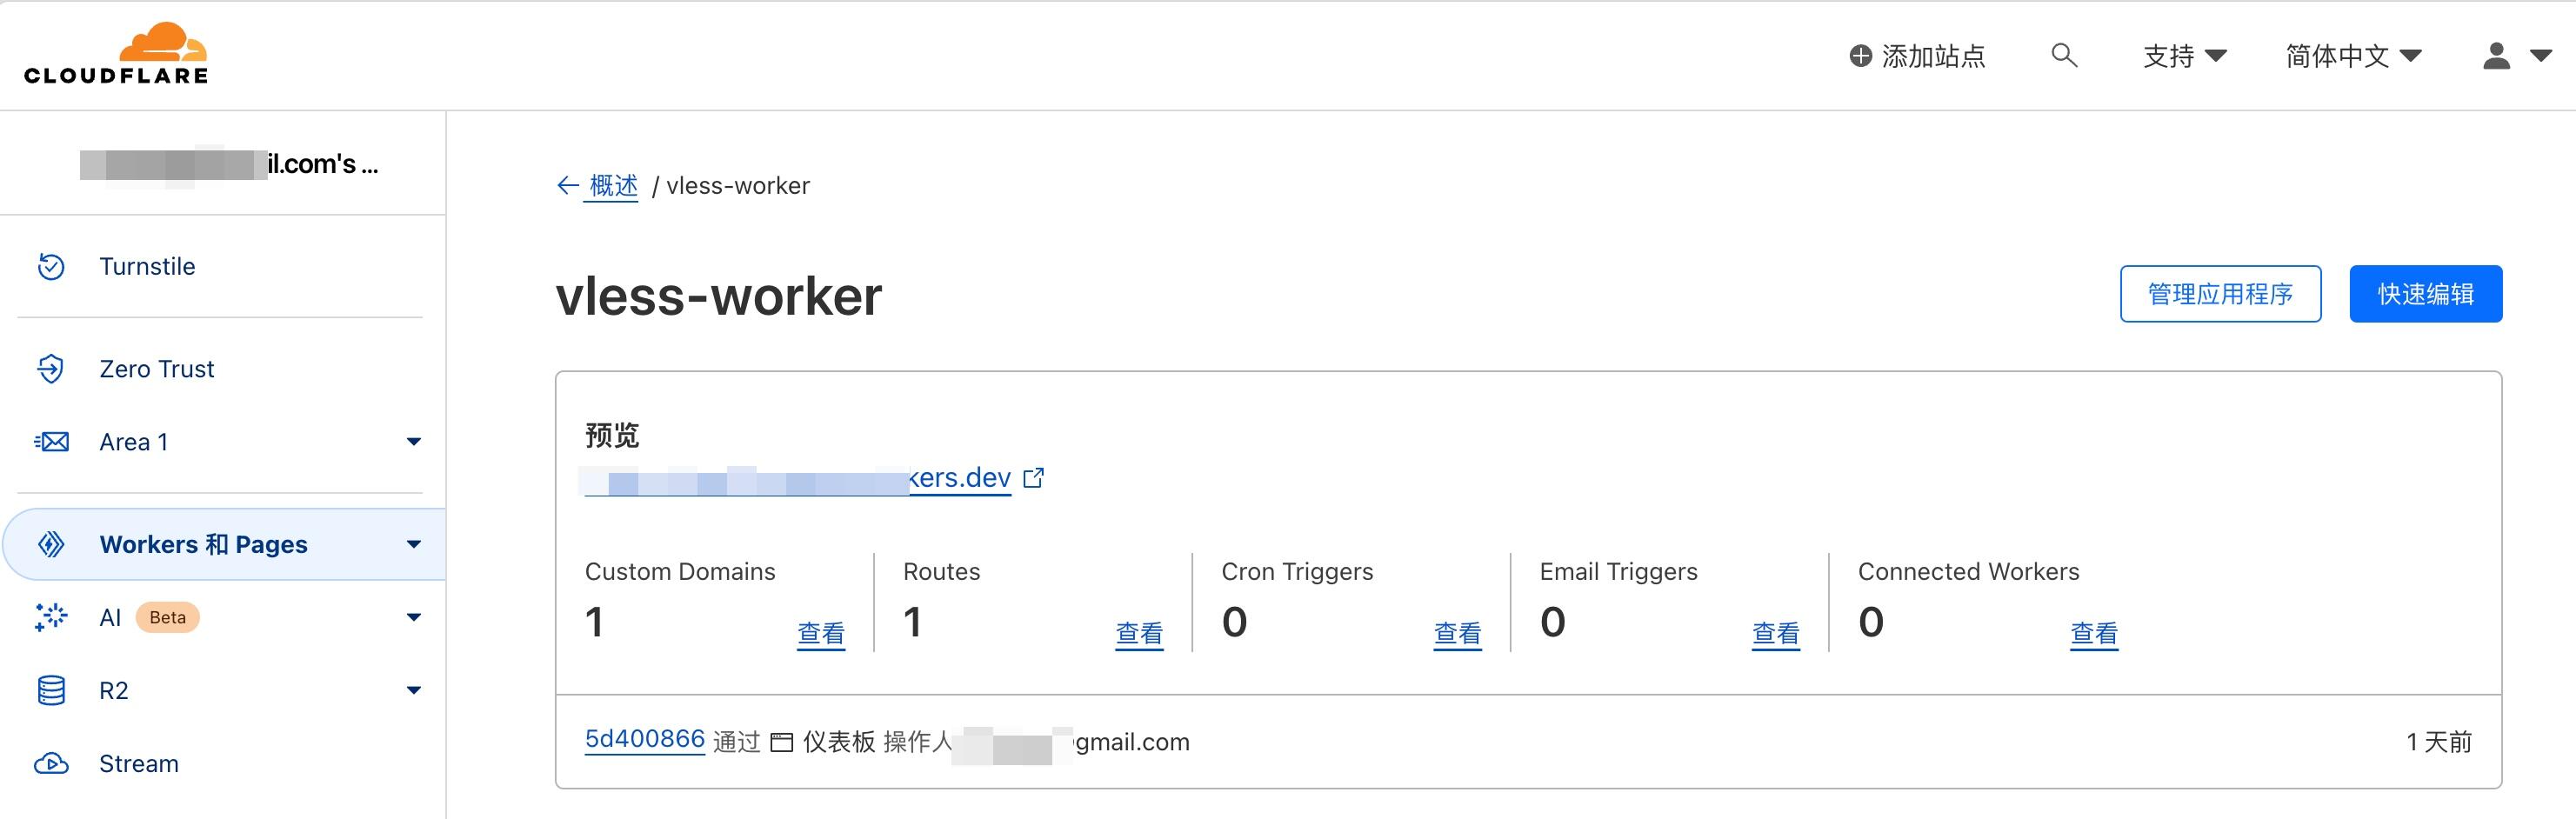 CLOUDFLARE
添加站点
支持
简体中文
il.com's ...
Turnstile
Zero Trust
Area 1
Workers 和 Pages
AI Beta
R2
Stream
← 概述 / vless-worker
vless-worker
管理应用程序
快速编辑
预览
kers.dev
Custom Domains
1 查看
Routes
1 查看
Cron Triggers
0 查看
Email Triggers
0 查看
Connected Workers
0 查看
5d400866 通过 仪表板 操作人 gmail.com
1 天前